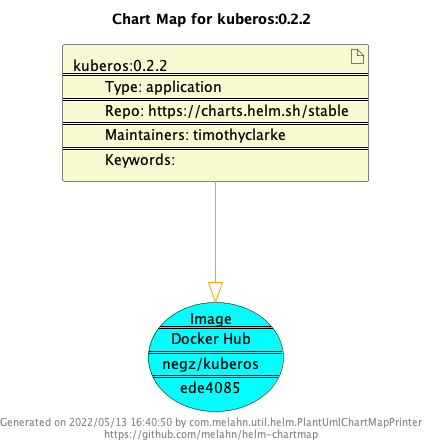 Chart Map for kuberos:0.2.2
kuberos:0.2.2
Type: application
Repo: https://charts.helm.sh/stable
Maintainers: timothyclarke
Keywords:
Image
Docker Hub
negz/kuberos
ede4085
Generated on 2022/05/13 16:40:50 by com.melahn.util.helm.PlantUmlChartMapPrinter
https://github.com/melahn/helm-chartmap